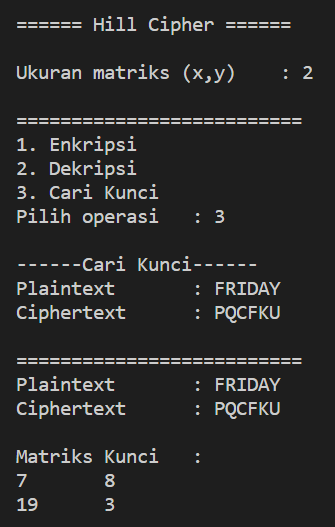 ====== Hill Cipher ======
Ukuran matriks (x,y)    : 2
==========================
1. Enkripsi
2. Dekripsi
3. Cari Kunci
Pilih operasi   : 3
------Cari Kunci------
Plaintext       : FRIDAY
Ciphertext      : PQCFKU
==========================
Plaintext       : FRIDAY
Ciphertext      : PQCFKU
Matriks Kunci   :
7       8
19      3